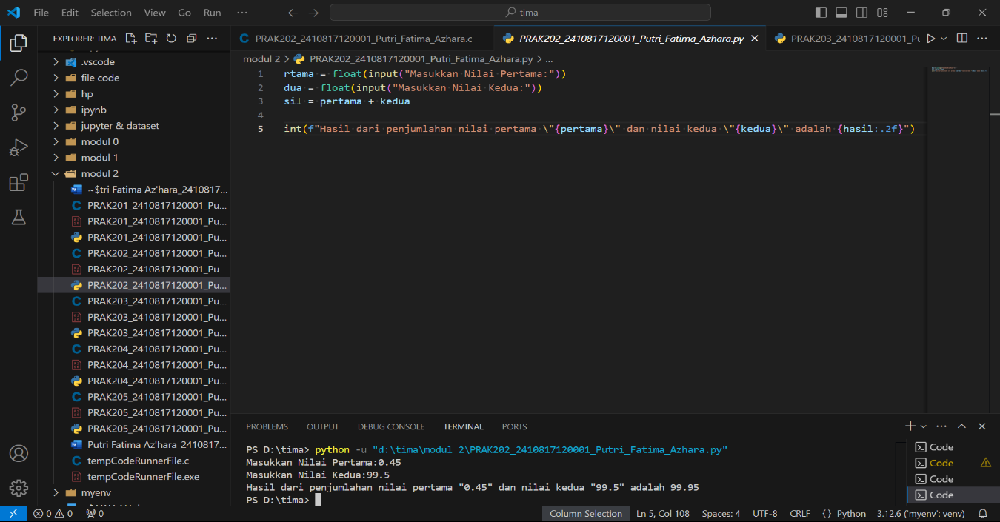 File Edit Selection View Go Run ··· tima
EXPLORER: TIMA
.vscode
file code
hp
ipynb
jupyter & dataset
modul 0
modul 1
modul 2
~$tri Fatima Az'hara_2410817...
PRAK201_2410817120001_Pu...
PRAK201_2410817120001_Pu...
PRAK201_2410817120001_Pu...
PRAK202_2410817120001_Pu...
PRAK202_2410817120001_Pu...
PRAK202_2410817120001_Pu...
PRAK203_2410817120001_Pu...
PRAK203_2410817120001_Pu...
PRAK203_2410817120001_Pu...
PRAK204_2410817120001_Pu...
PRAK204_2410817120001_Pu...
PRAK204_2410817120001_Pu...
PRAK205_2410817120001_Pu...
PRAK205_2410817120001_Pu...
PRAK205_2410817120001_Pu...
Putri Fatima Az'hara_2410817...
tempCodeRunnerFile.c
tempCodeRunnerFile.exe
myenv
PRAK202_2410817120001_Putri_Fatima_Azhara.c PRAK202_2410817120001_Putri_Fatima_Azhara.py PRAK203_2410817120001_Pu
modul 2 > PRAK202_2410817120001_Putri_Fatima_Azhara.py > ...
1 rtama = float(input("Masukkan Nilai Pertama:"))
2 dua = float(input("Masukkan Nilai Kedua:"))
3 sil = pertama + kedua
4
5 int(f"Hasil dari penjumlahan nilai pertama \"{pertama}\" dan nilai kedua \"{kedua}\" adalah {hasil:.2f}")
PROBLEMS OUTPUT DEBUG CONSOLE TERMINAL PORTS
PS D:\tima> python -u "d:\tima\modul 2\PRAK202_2410817120001_Putri_Fatima_Azhara.py"
Masukkan Nilai Pertama:0.45
Masukkan Nilai Kedua:99.5
Hasil dari penjumlahan nilai pertama "0.45" dan nilai kedua "99.5" adalah 99.95
PS D:\tima>
Code
Code
Code
Code
0 0 0 Column Selection Ln 5, Col 108 Spaces: 4 UTF-8 CRLF {} Python 3.12.6 ('myenv': venv)